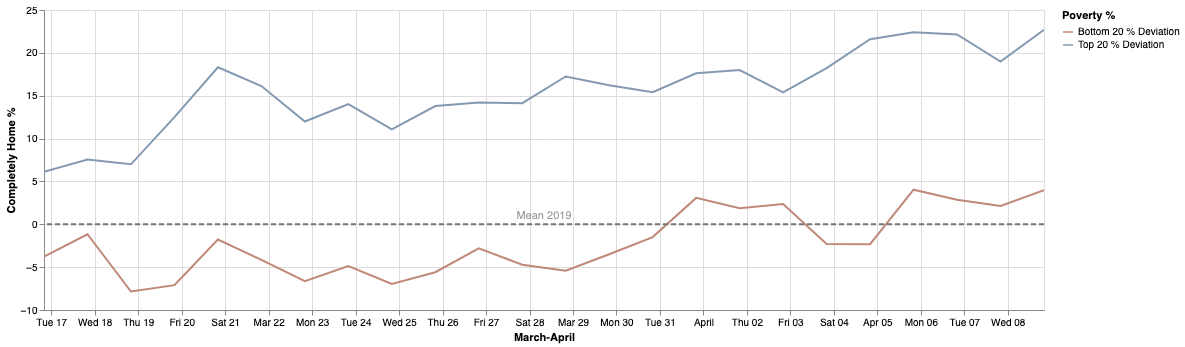 Poverty %
Bottom 20 % Deviation
Top 20 % Deviation
Completely Home %
25
20
15
10
5
0
−5
−10
Mean 2019
Tue 17 Wed 18 Thu 19 Fri 20 Sat 21 Mar 22 Mon 23 Tue 24 Wed 25 Thu 26 Fri 27 Sat 28 Mar 29 Mon 30 Tue 31 April Thu 02 Fri 03 Sat 04 Apr 05 Mon 06 Tue 07 Wed 08
March-April